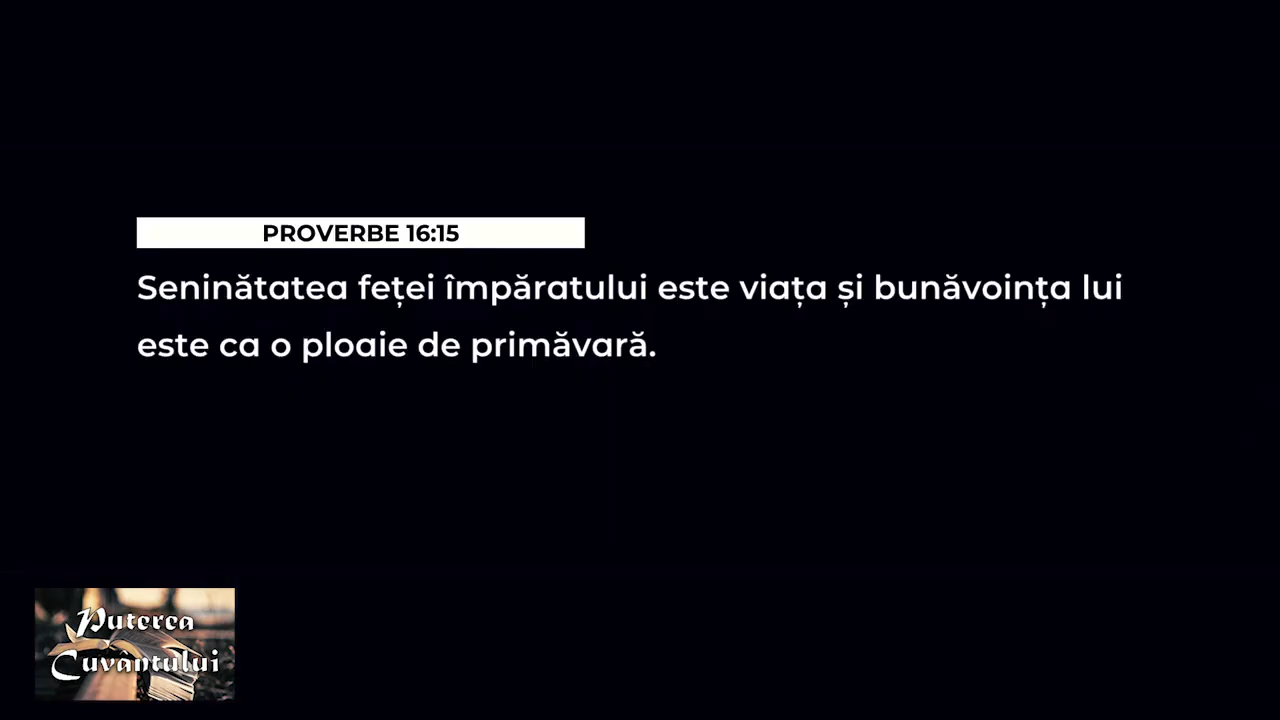 PROVERBE 16:15
Seninătatea feței împăratului este viața și bunăvoința lui
este ca o ploaie de primăvară.
Puterea
Cuvântului